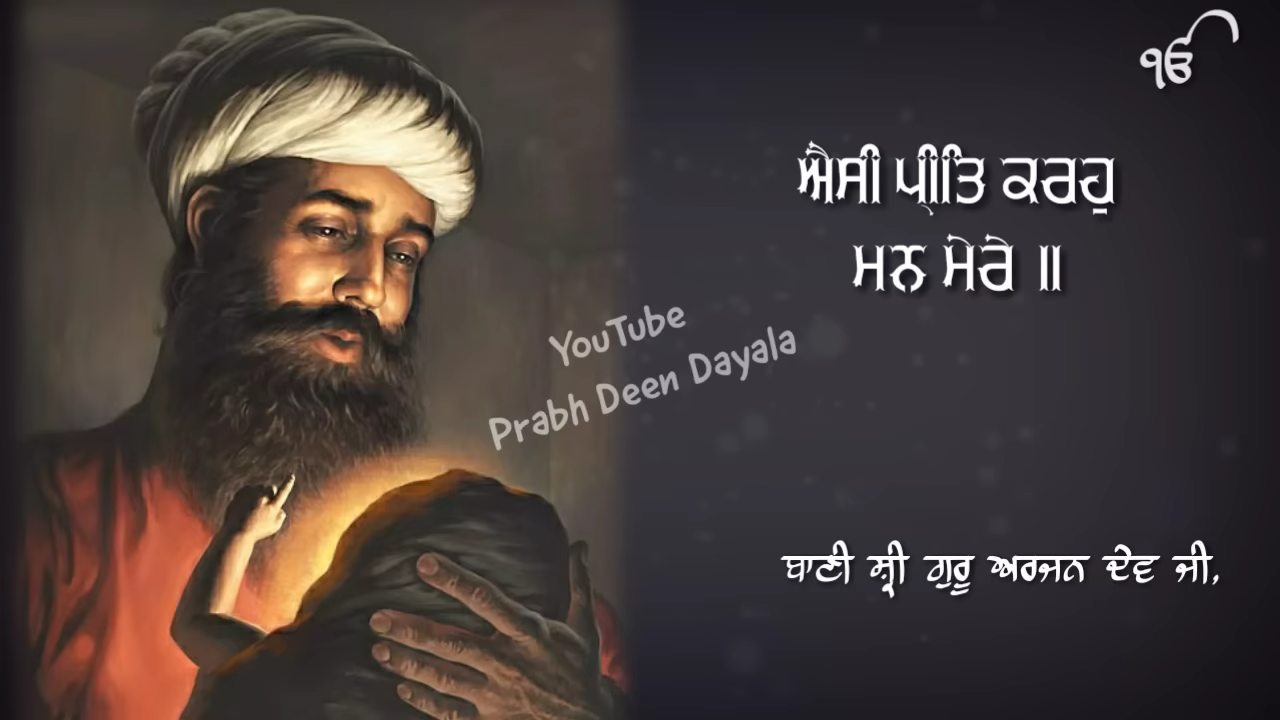 ੴ
ਐਸੀ ਪ੍ਰੀਤਿ ਕਰਹੁ
ਮਨ ਮੇਰੇ ॥
YouTube
Prabh Deen Dayala
ਬਾਣੀ ਸ਼੍ਰੀ ਗੁਰੂ ਅਰਜਨ ਦੇਵ ਜੀ,